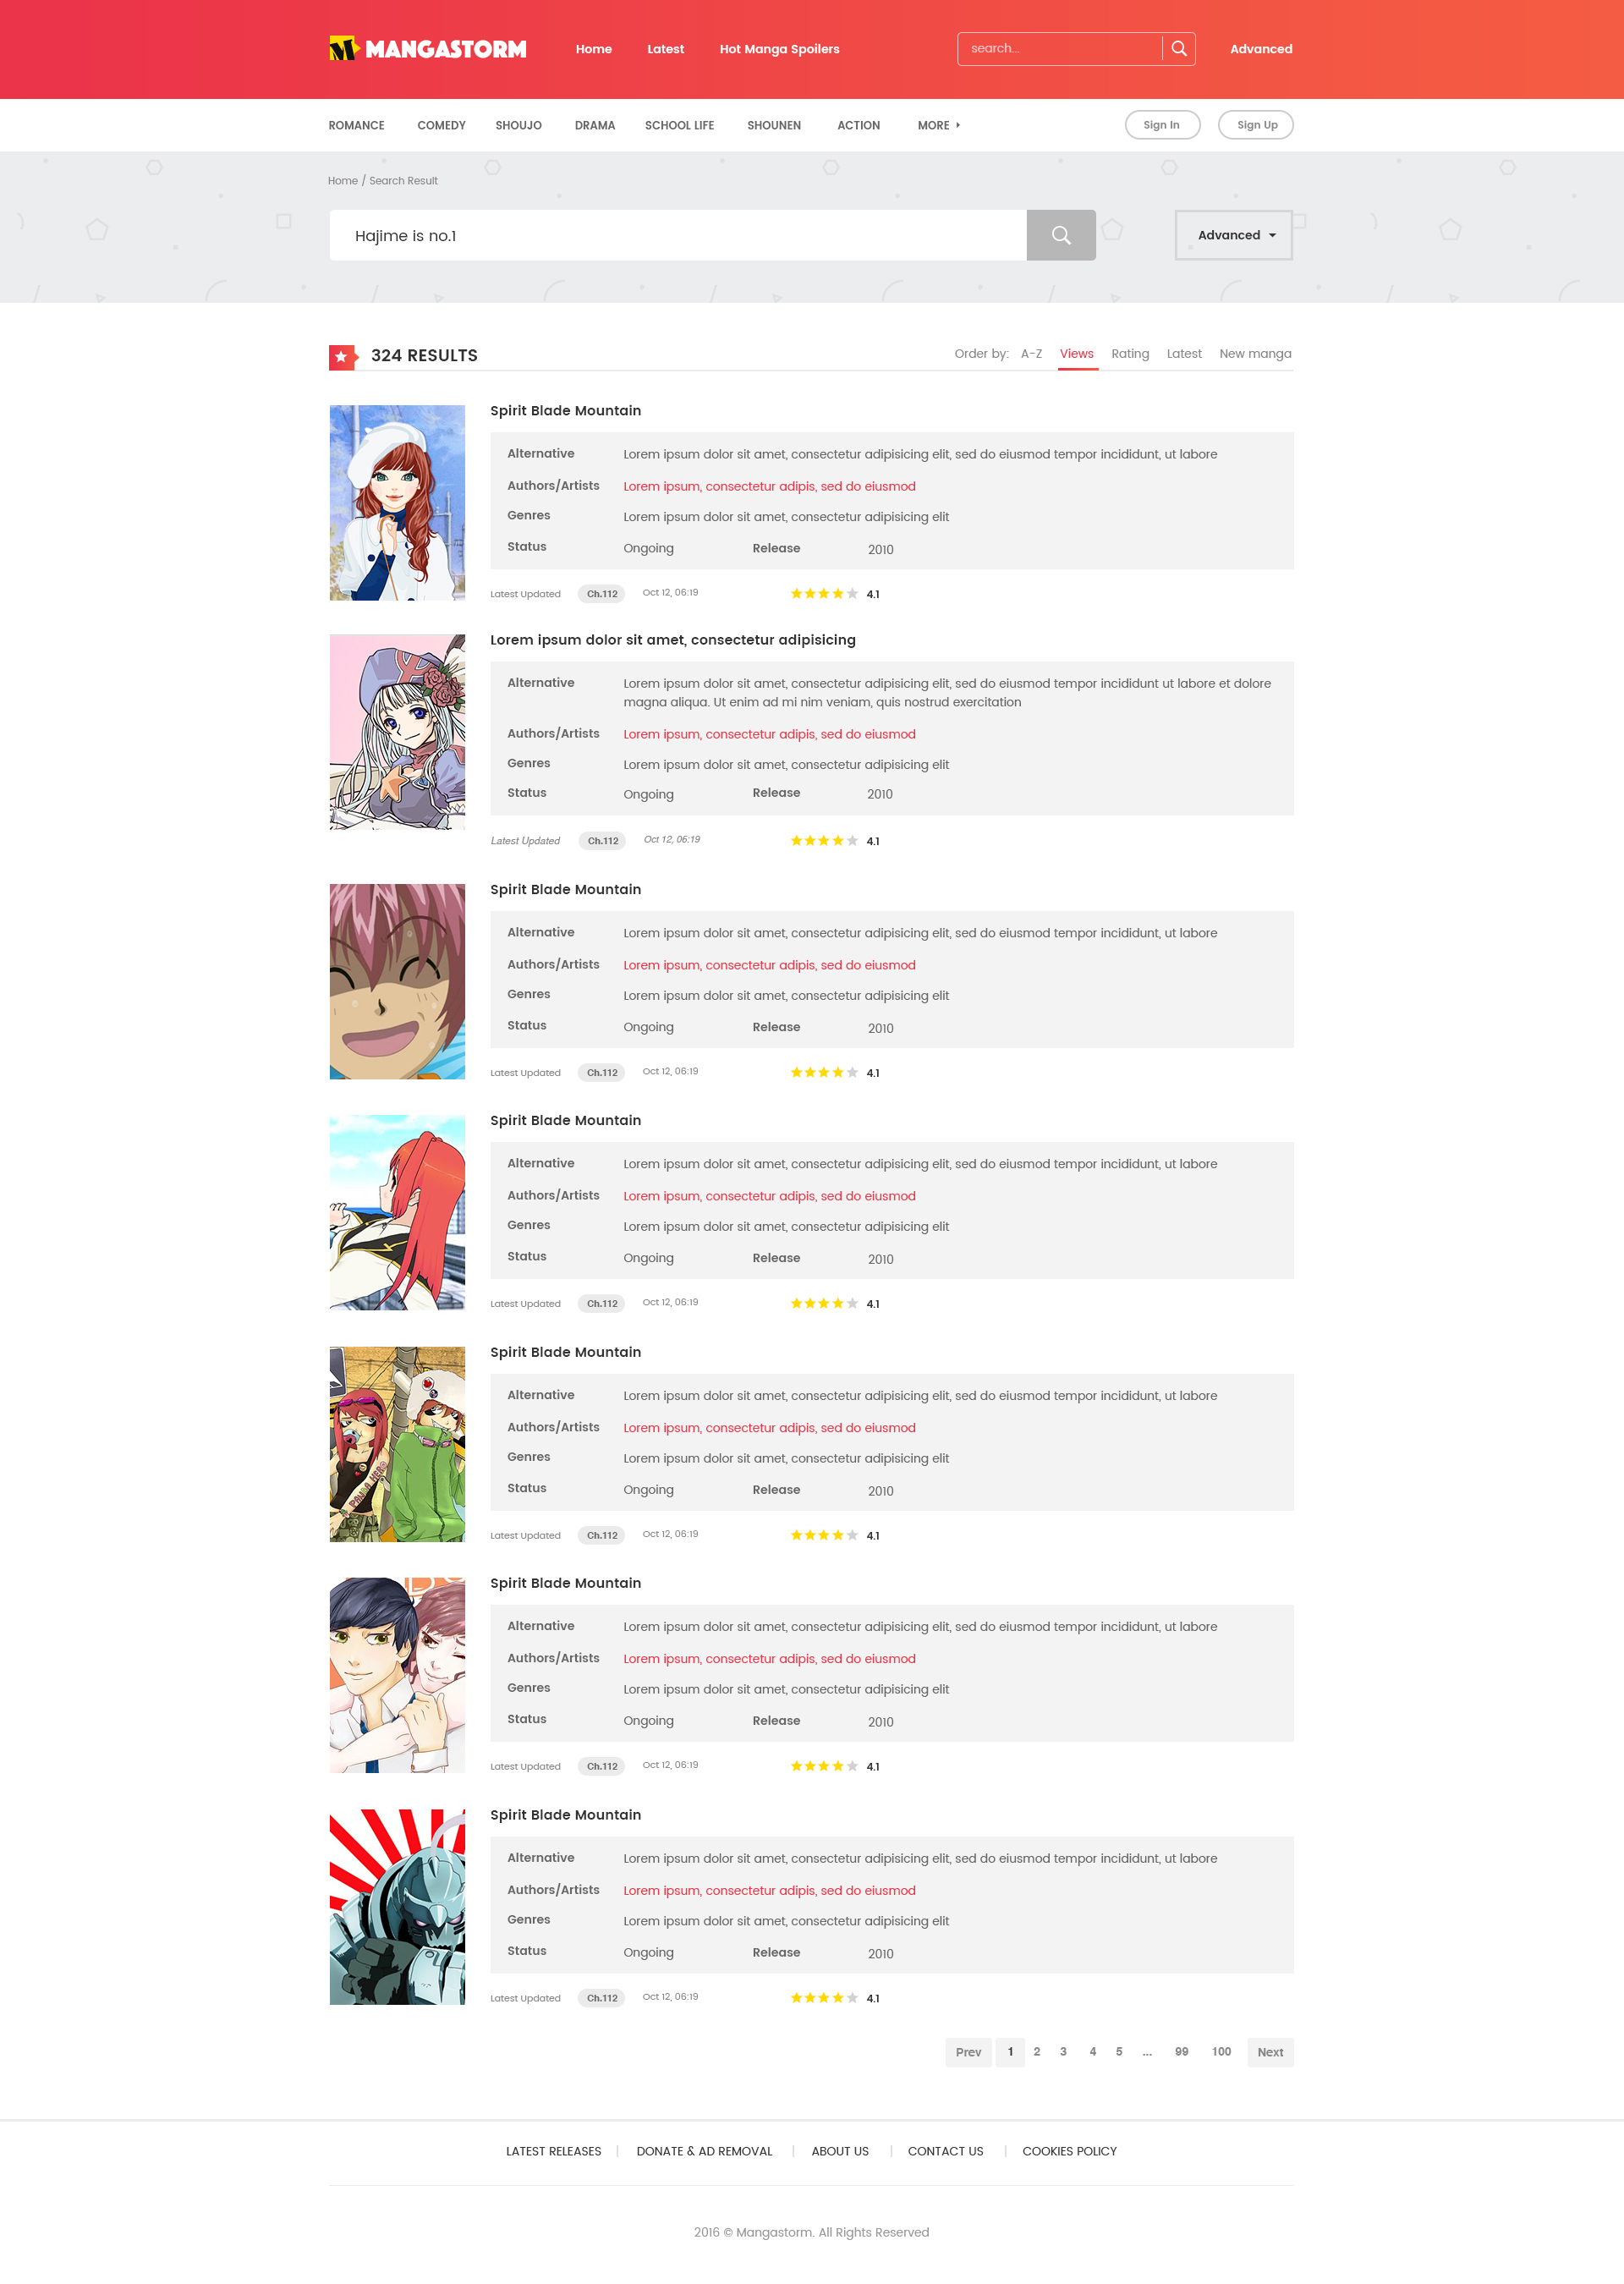 MANGASTORM
Home Latest Hot Manga Spoilers
search...
Advanced
ROMANCE COMEDY SHOUJO DRAMA SCHOOL LIFE SHOUNEN ACTION MORE
Sign In Sign Up
Home / Search Result
Hajime is no.1
Advanced
324 RESULTS
Order by: A-Z Views Rating Latest New manga
Spirit Blade Mountain
Alternative Lorem ipsum dolor sit amet, consectetur adipisicing elit, sed do eiusmod tempor incididunt, ut labore
Authors/Artists Lorem ipsum, consectetur adipis, sed do eiusmod
Genres Lorem ipsum dolor sit amet, consectetur adipisicing elit
Status Ongoing Release 2010
Latest Updated Ch.112 Oct 12, 06:19 4.1
Lorem ipsum dolor sit amet, consectetur adipisicing
Alternative Lorem ipsum dolor sit amet, consectetur adipisicing elit, sed do eiusmod tempor incididunt ut labore et dolore
magna aliqua. Ut enim ad mi nim veniam, quis nostrud exercitation
Authors/Artists Lorem ipsum, consectetur adipis, sed do eiusmod
Genres Lorem ipsum dolor sit amet, consectetur adipisicing elit
Status Ongoing Release 2010
Latest Updated Ch.112 Oct 12, 06:19 4.1
Spirit Blade Mountain
Alternative Lorem ipsum dolor sit amet, consectetur adipisicing elit, sed do eiusmod tempor incididunt, ut labore
Authors/Artists Lorem ipsum, consectetur adipis, sed do eiusmod
Genres Lorem ipsum dolor sit amet, consectetur adipisicing elit
Status Ongoing Release 2010
Latest Updated Ch.112 Oct 12, 06:19 4.1
Spirit Blade Mountain
Alternative Lorem ipsum dolor sit amet, consectetur adipisicing elit, sed do eiusmod tempor incididunt, ut labore
Authors/Artists Lorem ipsum, consectetur adipis, sed do eiusmod
Genres Lorem ipsum dolor sit amet, consectetur adipisicing elit
Status Ongoing Release 2010
Latest Updated Ch.112 Oct 12, 06:19 4.1
Spirit Blade Mountain
Alternative Lorem ipsum dolor sit amet, consectetur adipisicing elit, sed do eiusmod tempor incididunt, ut labore
Authors/Artists Lorem ipsum, consectetur adipis, sed do eiusmod
Genres Lorem ipsum dolor sit amet, consectetur adipisicing elit
Status Ongoing Release 2010
Latest Updated Ch.112 Oct 12, 06:19 4.1
Spirit Blade Mountain
Alternative Lorem ipsum dolor sit amet, consectetur adipisicing elit, sed do eiusmod tempor incididunt, ut labore
Authors/Artists Lorem ipsum, consectetur adipis, sed do eiusmod
Genres Lorem ipsum dolor sit amet, consectetur adipisicing elit
Status Ongoing Release 2010
Latest Updated Ch.112 Oct 12, 06:19 4.1
Spirit Blade Mountain
Alternative Lorem ipsum dolor sit amet, consectetur adipisicing elit, sed do eiusmod tempor incididunt, ut labore
Authors/Artists Lorem ipsum, consectetur adipis, sed do eiusmod
Genres Lorem ipsum dolor sit amet, consectetur adipisicing elit
Status Ongoing Release 2010
Latest Updated Ch.112 Oct 12, 06:19 4.1
Prev 1 2 3 4 5 ... 99 100 Next
LATEST RELEASES | DONATE & AD REMOVAL | ABOUT US | CONTACT US | COOKIES POLICY
2016 © Mangastorm. All Rights Reserved